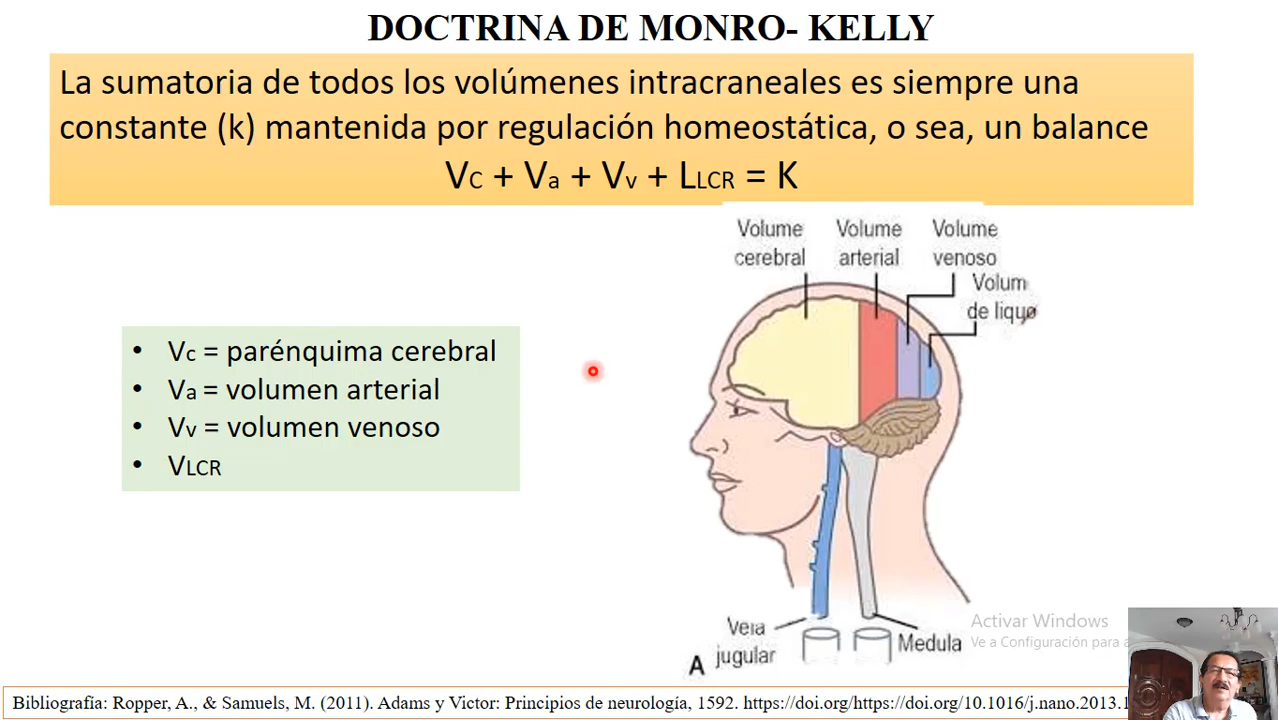 DOCTRINA DE MONRO- KELLY
La sumatoria de todos los volúmenes intracraneales es siempre una
constante (k) mantenida por regulación homeostática, o sea, un balance
VC + Va + Vv + LLCR = K
Volume
cerebral
Volume
arterial
Volume
venoso
Volum
de liquo
• Vc = parénquima cerebral
• Va = volumen arterial
• Vv = volumen venoso
• VLCR
Veia
jugular
Medula
A
Activar Windows
Ve a Configuración para a
Bibliografía: Ropper, A., & Samuels, M. (2011). Adams y Victor: Principios de neurología, 1592. https://doi.org/https://doi.org/10.1016/j.nano.2013.1